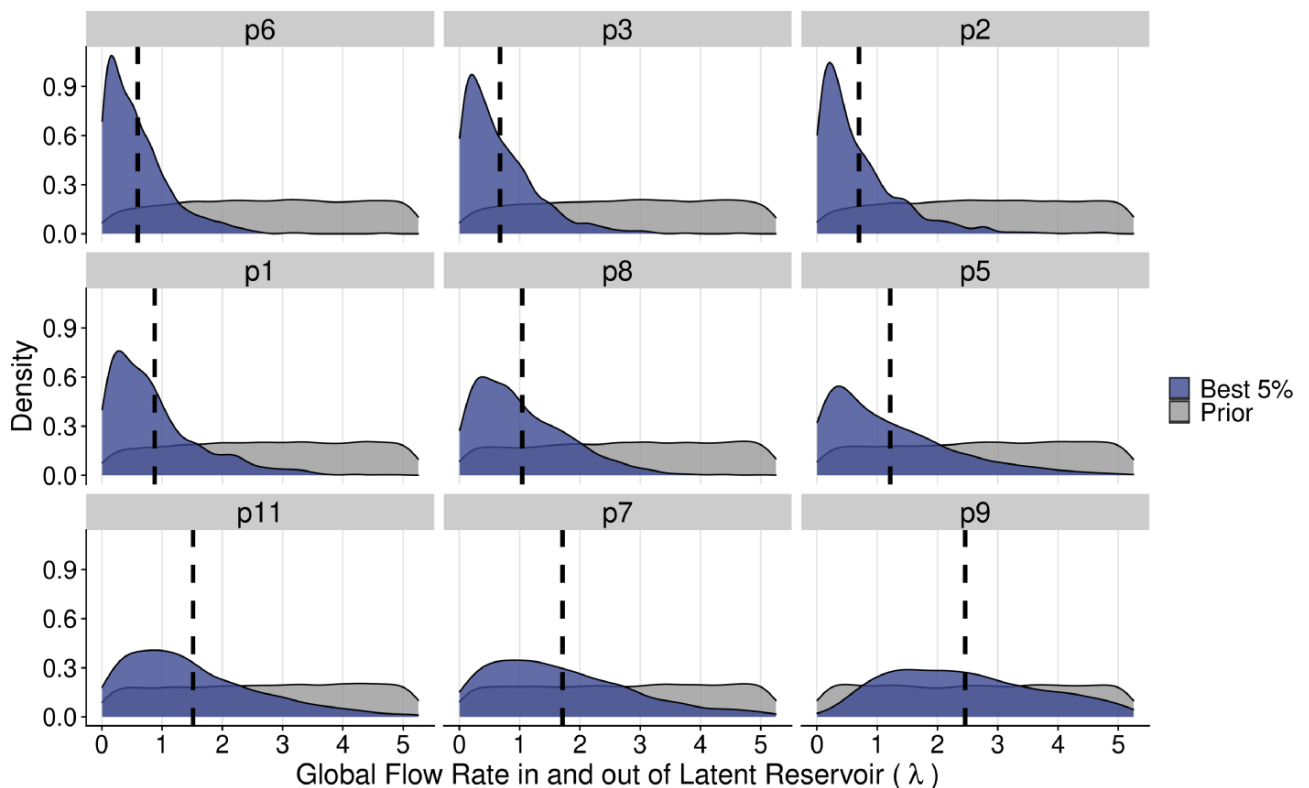 p6 p3 p2
0.9
0.6
0.3
0.0
p1 p8 p5
0.9
0.6
0.3
0.0
Density
Best 5%
Prior
p11 p7 p9
0.9
0.6
0.3
0.0
0 1 2 3 4 5 0 1 2 3 4 5 0 1 2 3 4 5
Global Flow Rate in and out of Latent Reservoir ( λ )